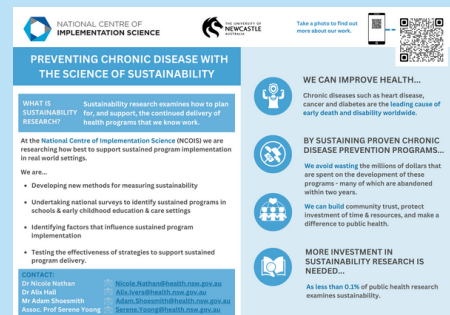 NATIONAL CENTRE OF
IMPLEMENTATION SCIENCE
THE UNIVERSITY OF
NEWCASTLE
AUSTRALIA
Take a photo to find out
more about our work.
PREVENTING CHRONIC DISEASE WITH
THE SCIENCE OF SUSTAINABILITY
WHAT IS
SUSTAINABILITY
RESEARCH?
Sustainability research examines how to plan
for, and support, the continued delivery of
health programs that we know work.
At the National Centre of Implementation Science (NCOIS) we are
researching how best to support sustained program implementation
in real world settings.
We are...
• Developing new methods for measuring sustainability
• Undertaking national surveys to identify sustained programs in
schools & early childhood education & care settings
• Identifying factors that influence sustained program
implementation
• Testing the effectiveness of strategies to support sustained
program delivery.
CONTACT:
Dr Nicole Nathan Nicole.Nathan@health.nsw.gov.au
Dr Alix Hall Alix.Ivers@health.nsw.gov.au
Mr Adam Shoesmith Adam.Shoesmith@health.nsw.gov.au
Assoc. Prof Serene Yoong Serene.Yoong@health.nsw.gov.au
WE CAN IMPROVE HEALTH...
Chronic diseases such as heart disease,
cancer and diabetes are the leading cause of
early death and disability worldwide.
BY SUSTAINING PROVEN CHRONIC
DISEASE PREVENTION PROGRAMS...
We avoid wasting the millions of dollars that
are spent on the development of these
programs - many of which are abandoned
within two years.
We can build community trust, protect
investment of time & resources, and make a
difference to public health.
MORE INVESTMENT IN
SUSTAINABILITY RESEARCH IS
NEEDED...
As less than 0.1% of public health research
examines sustainability.